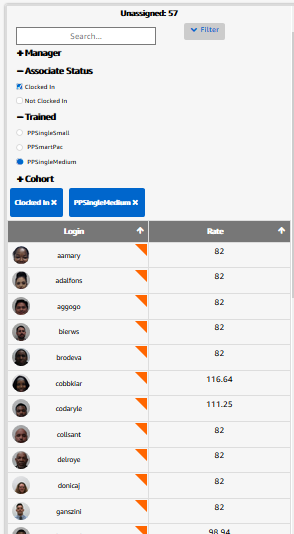 Unassigned: 57
Search...
Filter
+Manager
−Associate Status
Clocked In
Not Clocked In
−Trained
PPSingleSmall
PPSmartPac
PPSingleMedium
+Cohort
Clocked In ×
PPSingleMedium ×
Login Rate
aamary 82
adalfons 82
aggogo 82
bierws 82
brodeva 82
cobbklar 116.64
codaryle 111.25
collsant 82
delroye 82
donicaj 82
ganszini 82
98.94